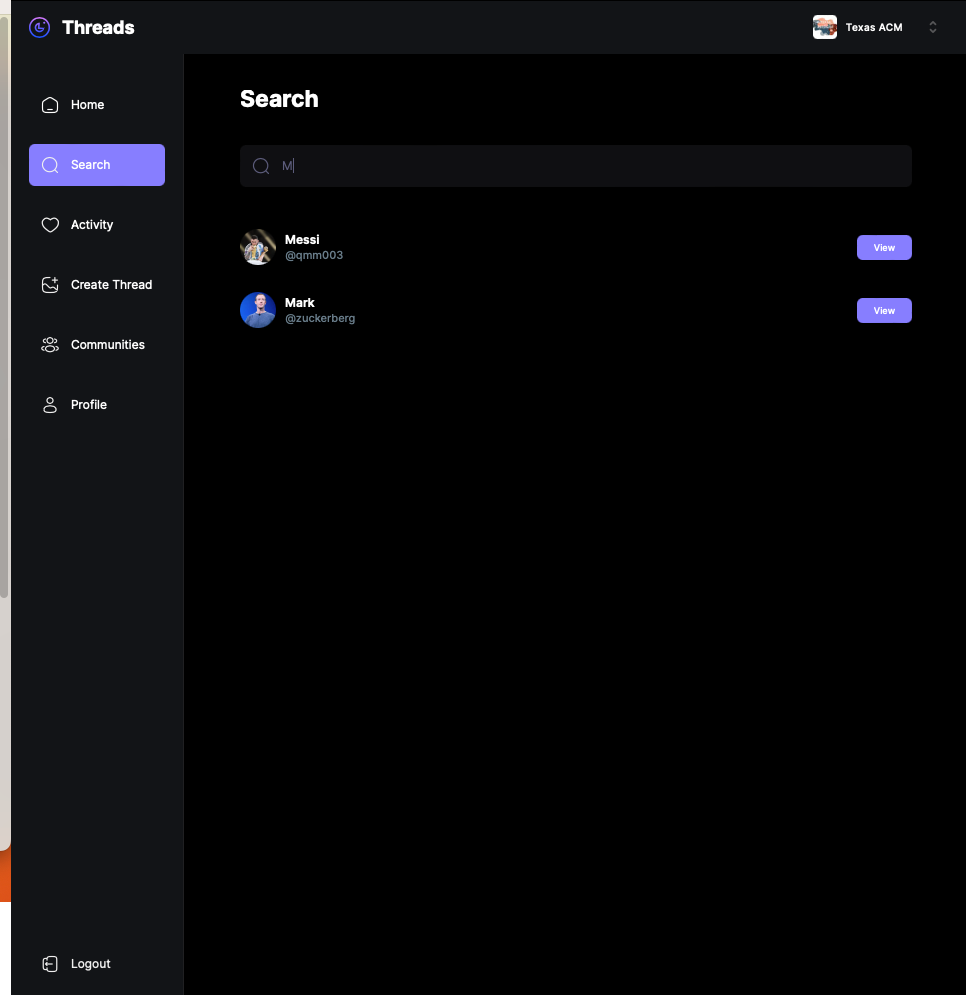 Threads
Texas ACM
Home
Search
Activity
Create Thread
Communities
Profile
Logout
Search
M
Messi
@qmm003
View
Mark
@zuckerberg
View